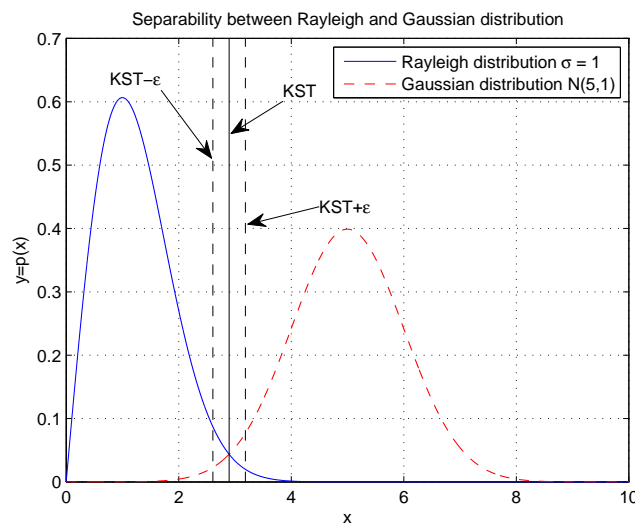 Separability between Rayleigh and Gaussian distribution
0.7
0.6
0.5
0.4
0.3
0.2
0.1
0
y=p(x)
KST−ε
KST
KST+ε
Rayleigh distribution σ = 1
Gaussian distribution N(5,1)
0 2 4 6 8 10
x